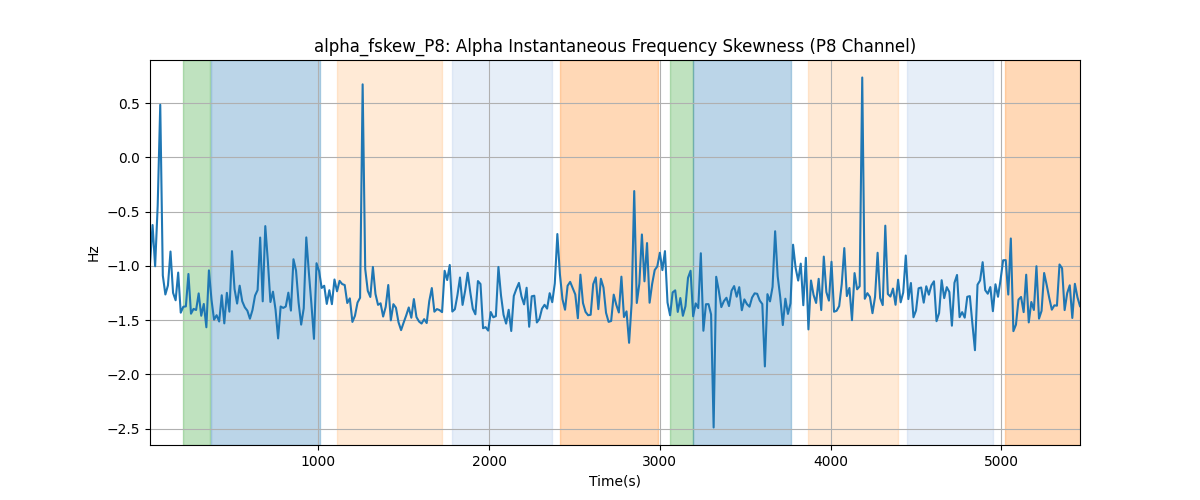 alpha_fskew_P8: Alpha Instantaneous Frequency Skewness (P8 Channel)
0.5
0.0
−0.5
−1.0
−1.5
−2.0
−2.5
Hz
1000 2000 3000 4000 5000
Time(s)